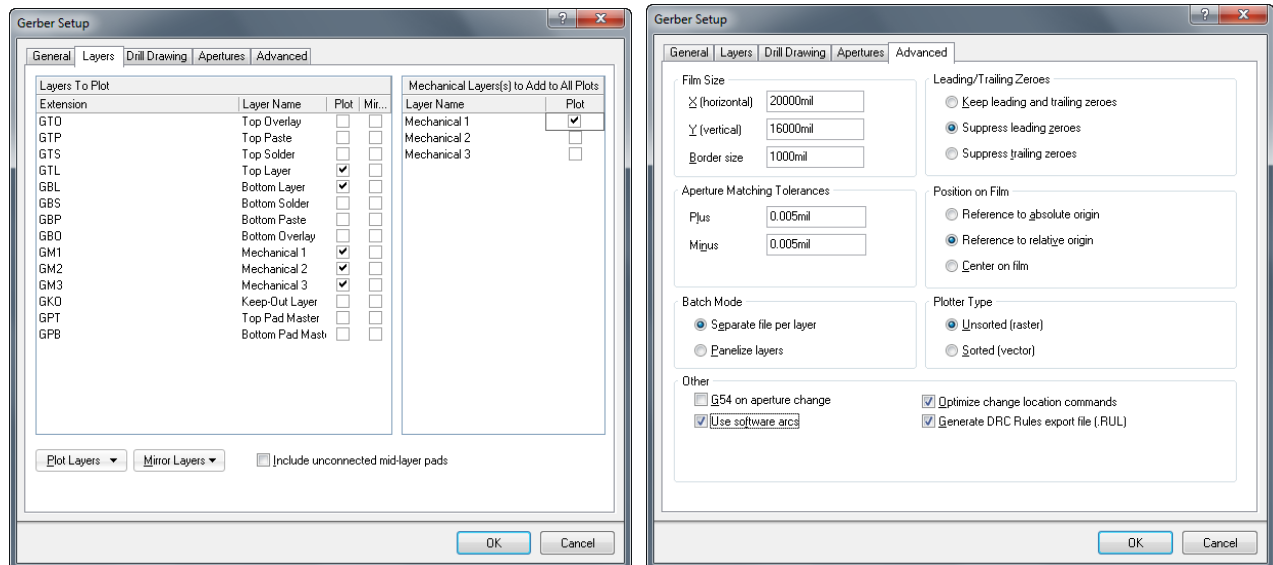 Gerber Setup
General Layers Drill Drawing Apertures Advanced
Layers To Plot
Extension Layer Name Plot Mir...
GTO Top Overlay
GTP Top Paste
GTS Top Solder
GTL Top Layer
GBL Bottom Layer
GBS Bottom Solder
GBP Bottom Paste
GBO Bottom Overlay
GM1 Mechanical 1
GM2 Mechanical 2
GM3 Mechanical 3
GKO Keep-Out Layer
GPT Top Pad Master
GPB Bottom Pad Maste
Mechanical Layers(s) to Add to All Plots
Layer Name Plot
Mechanical 1
Mechanical 2
Mechanical 3
Plot Layers Mirror Layers Include unconnected mid-layer pads
OK Cancel
Gerber Setup
General Layers Drill Drawing Apertures Advanced
Film Size
X (horizontal) 20000mil
Y (vertical) 16000mil
Border size 1000mil
Leading/Trailing Zeroes
Keep leading and trailing zeroes
Suppress leading zeroes
Suppress trailing zeroes
Aperture Matching Tolerances
Plus 0.005mil
Minus 0.005mil
Position on Film
Reference to absolute origin
Reference to relative origin
Center on film
Batch Mode
Separate file per layer
Panelize layers
Plotter Type
Unsorted (raster)
Sorted (vector)
Other
G54 on aperture change
Use software arcs
Optimize change location commands
Generate DRC Rules export file (.RUL)
OK Cancel